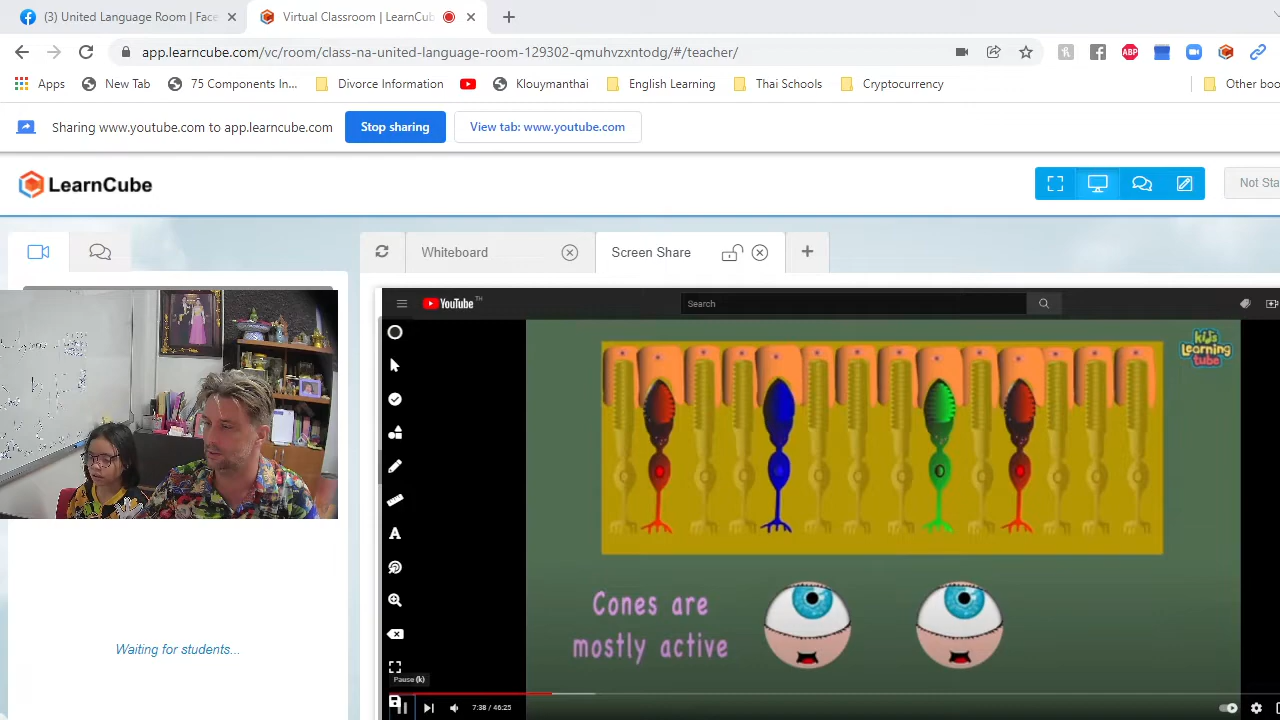 (3) United Language Room | Face
Virtual Classroom | LearnCub
app.learncube.com/vc/room/class-na-united-language-room-129302-qmuhvzxntodg/#/teacher/
ABP
Apps
New Tab
75 Components In...
Divorce Information
Klouymanthai
English Learning
Thai Schools
Cryptocurrency
Other boo
Sharing www.youtube.com to app.learncube.com
Stop sharing
View tab: www.youtube.com
LearnCube
Not Sta
Whiteboard
Screen Share
YouTube TH
Search
kids
Learning
tube
Cones are
mostly active
Waiting for students...
Pause (k)
7:38 / 46:25